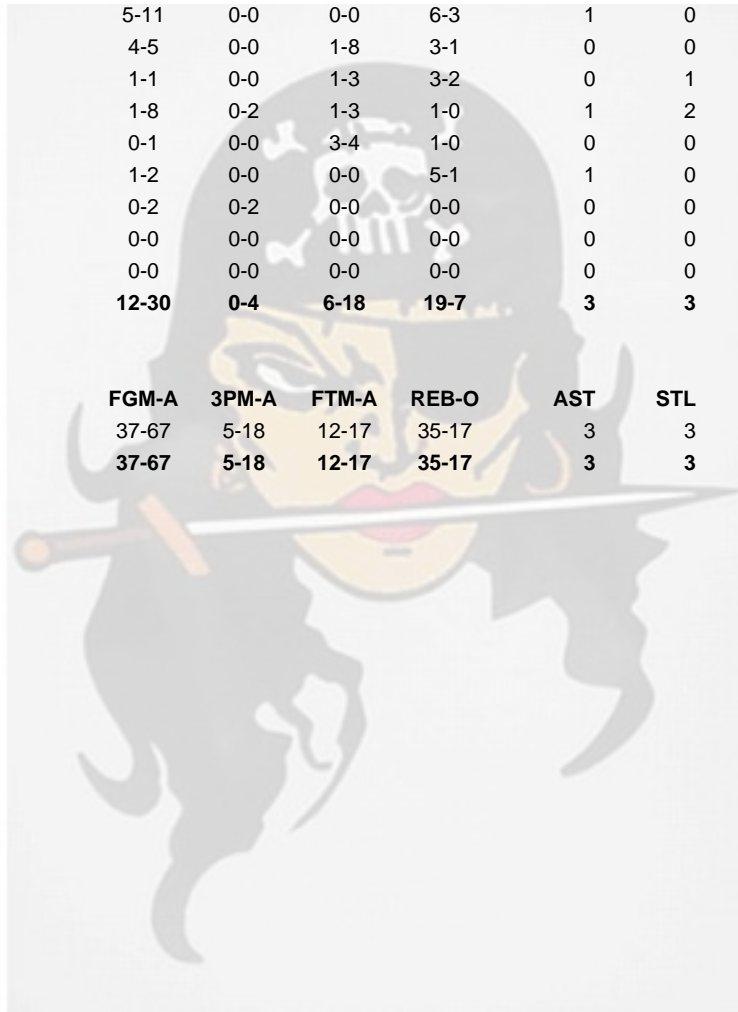 5-11 0-0 0-0 6-3 1 0
4-5 0-0 1-8 3-1 0 0
1-1 0-0 1-3 3-2 0 1
1-8 0-2 1-3 1-0 1 2
0-1 0-0 3-4 1-0 0 0
1-2 0-0 0-0 5-1 1 0
0-2 0-2 0-0 0-0 0 0
0-0 0-0 0-0 0-0 0 0
0-0 0-0 0-0 0-0 0 0
12-30 0-4 6-18 19-7 3 3
FGM-A 3PM-A FTM-A REB-O AST STL
37-67 5-18 12-17 35-17 3 3
37-67 5-18 12-17 35-17 3 3